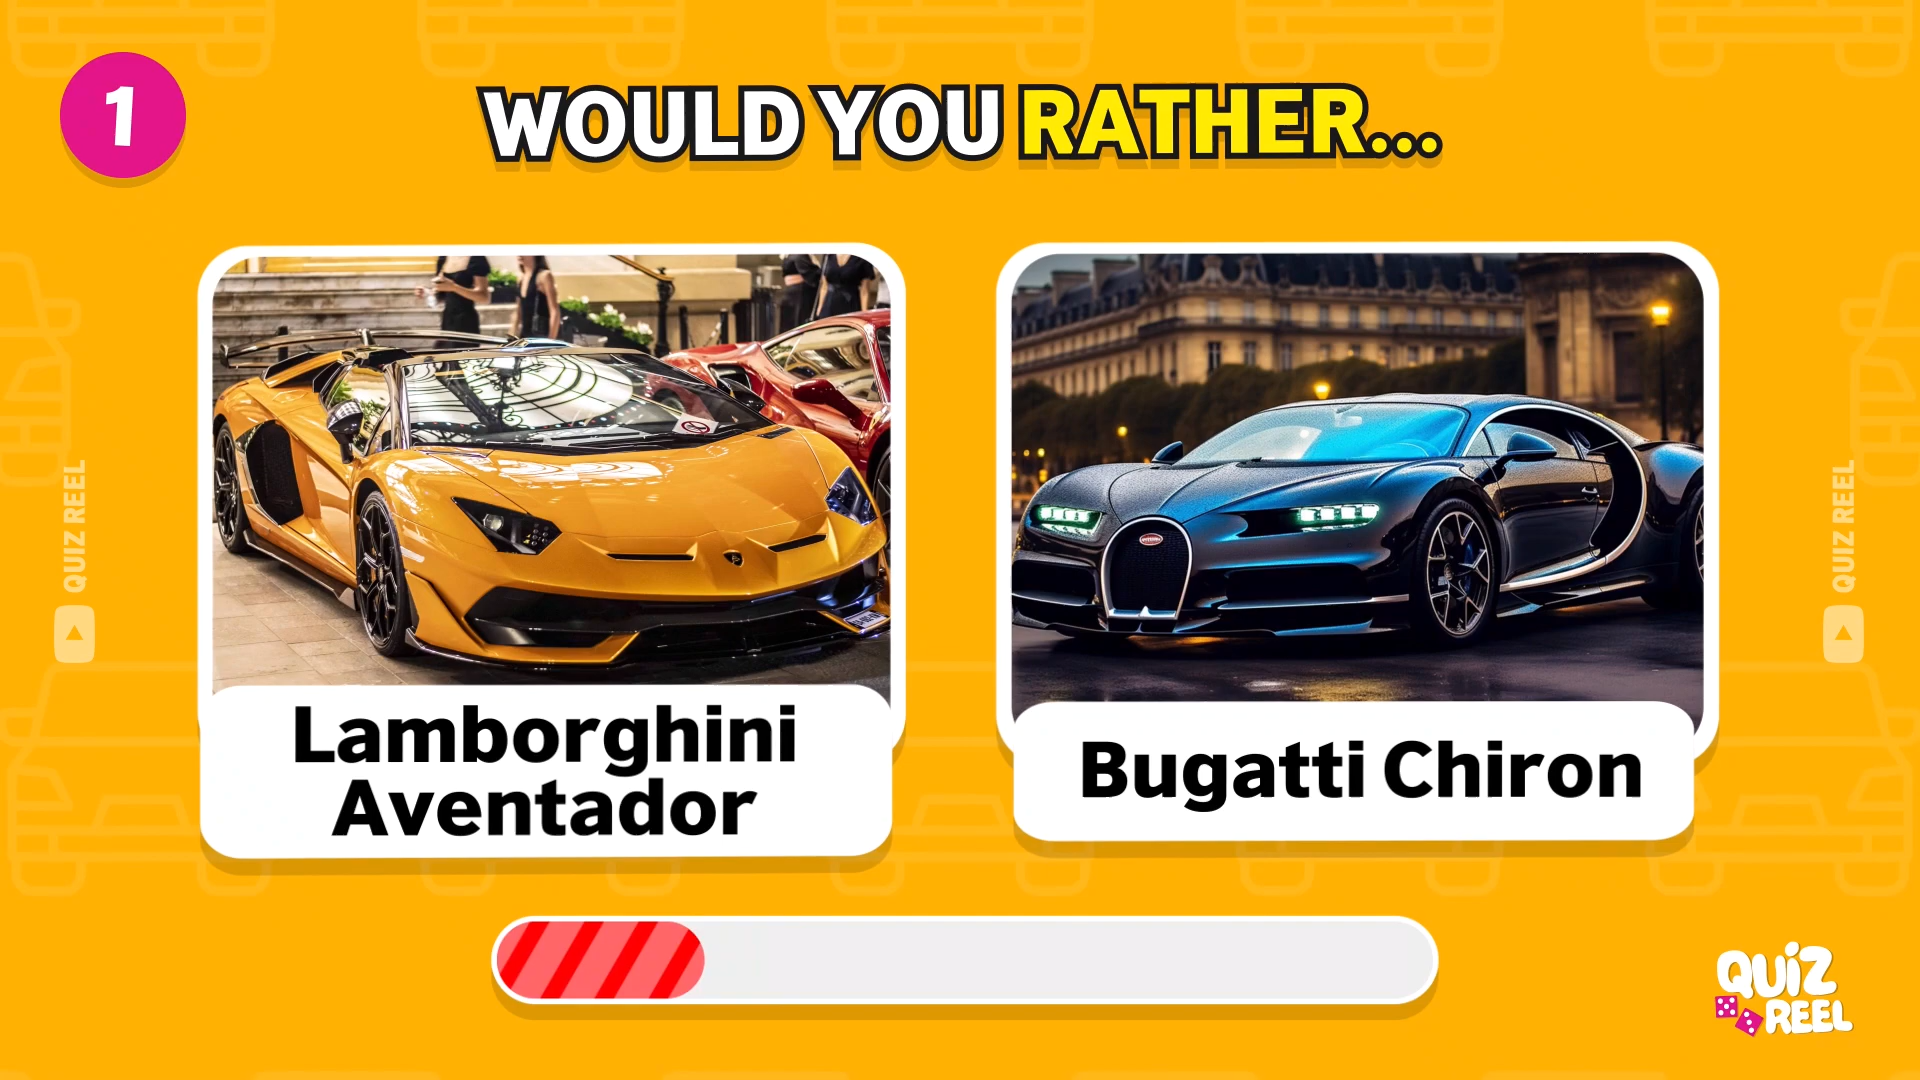 1
WOULD YOU RATHER...
QUIZ REEL
QUIZ REEL
Lamborghini
Aventador
Bugatti Chiron
QUIZ
REEL